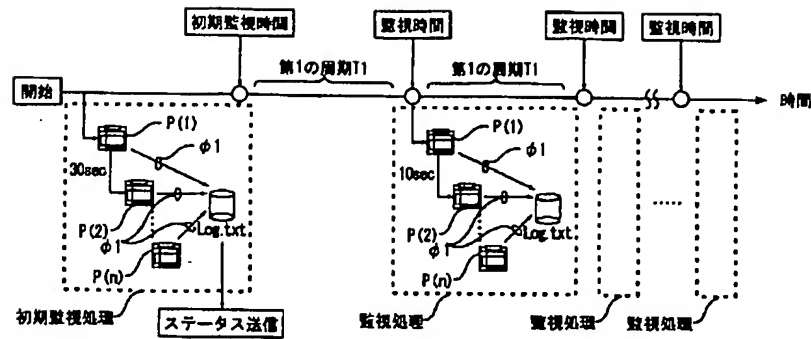 初期監視時間
監視時間
監視時間
監視時間
第1の周期T1
第1の周期T1
開始
時間
P(1)
φ1
30sec
P(2)
φ1
Log.txt
P(n)
初期監視処理
ステータス送信
P(1)
φ1
10sec
P(2)
φ1
Log.txt
P(n)
監視処理
監視処理
監視処理